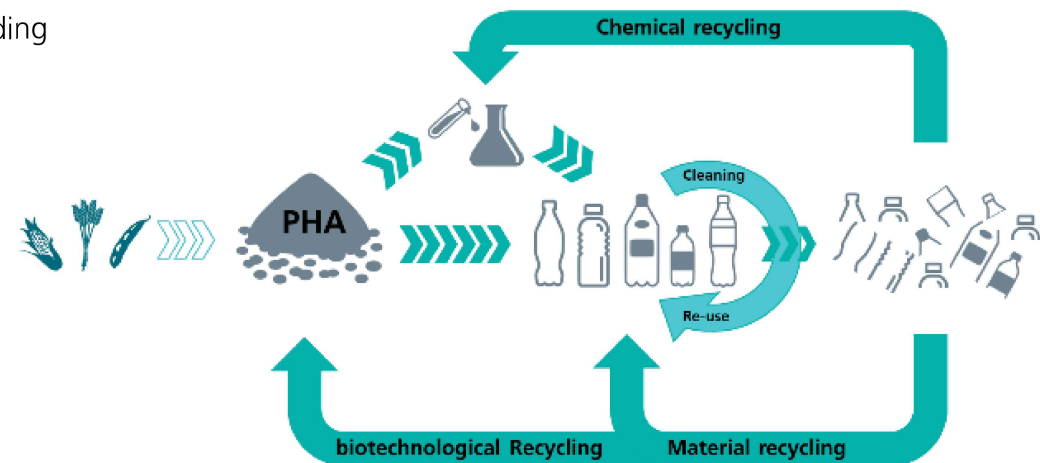 ding
Chemical recycling
Cleaning
PHA
Re-use
biotechnological Recycling
Material recycling